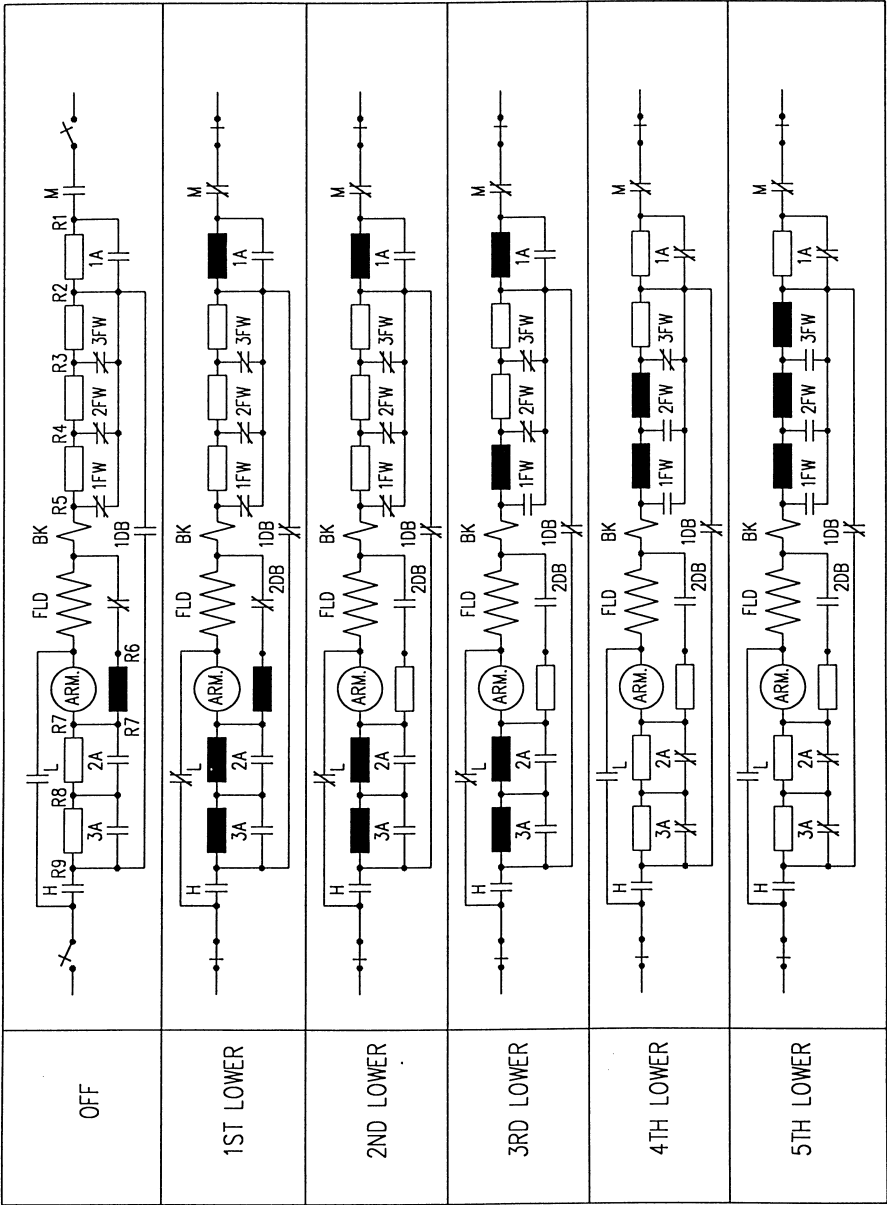 OFF
L
FLD BK M
R9 R8 R7 R5 R4 R3 R2 R1
H ARM.
3A 2A 1FW 2FW 3FW 1A
R7 R6 1DB
1ST LOWER
L FLD BK M
H ARM.
3A 2A 1FW 2FW 3FW 1A
2DB 1DB
2ND LOWER
L FLD BK M
H ARM.
3A 2A 1FW 2FW 3FW 1A
2DB 1DB
3RD LOWER
L FLD BK M
H ARM.
3A 2A 1FW 2FW 3FW 1A
2DB 1DB
4TH LOWER
L FLD BK M
H ARM.
3A 2A 1FW 2FW 3FW 1A
2DB 1DB
5TH LOWER
L FLD BK M
H ARM.
3A 2A 1FW 2FW 3FW 1A
2DB 1DB